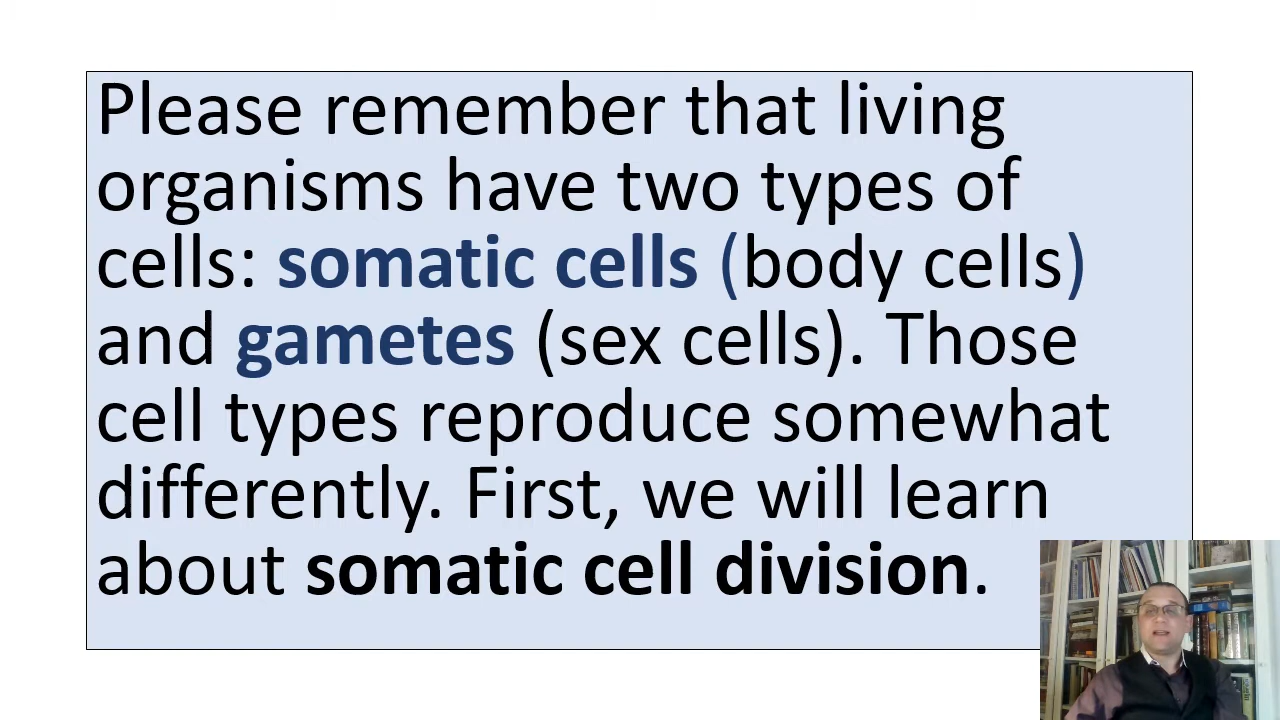 Please remember that living
organisms have two types of
cells: somatic cells (body cells)
and gametes (sex cells). Those
cell types reproduce somewhat
differently. First, we will learn
about somatic cell division.